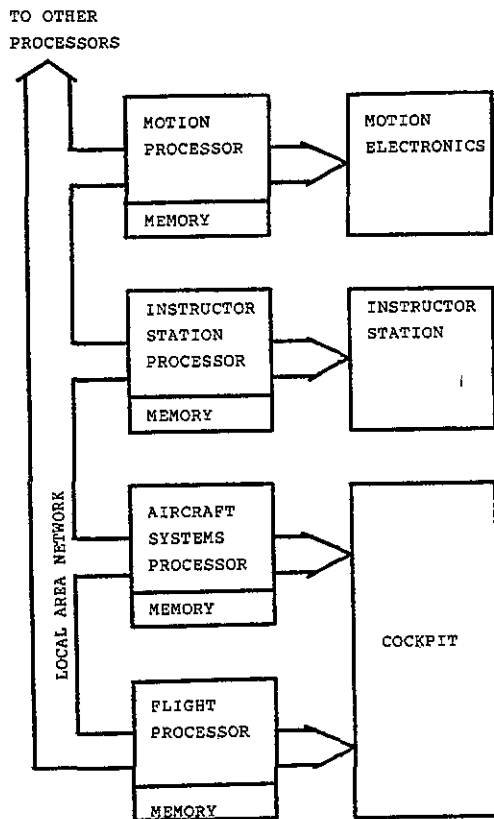 TO OTHER
PROCESSORS
MOTION
PROCESSOR
MEMORY
MOTION
ELECTRONICS
INSTRUCTOR
STATION
PROCESSOR
MEMORY
INSTRUCTOR
STATION
LOCAL AREA NETWORK
AIRCRAFT
SYSTEMS
PROCESSOR
MEMORY
COCKPIT
FLIGHT
PROCESSOR
MEMORY